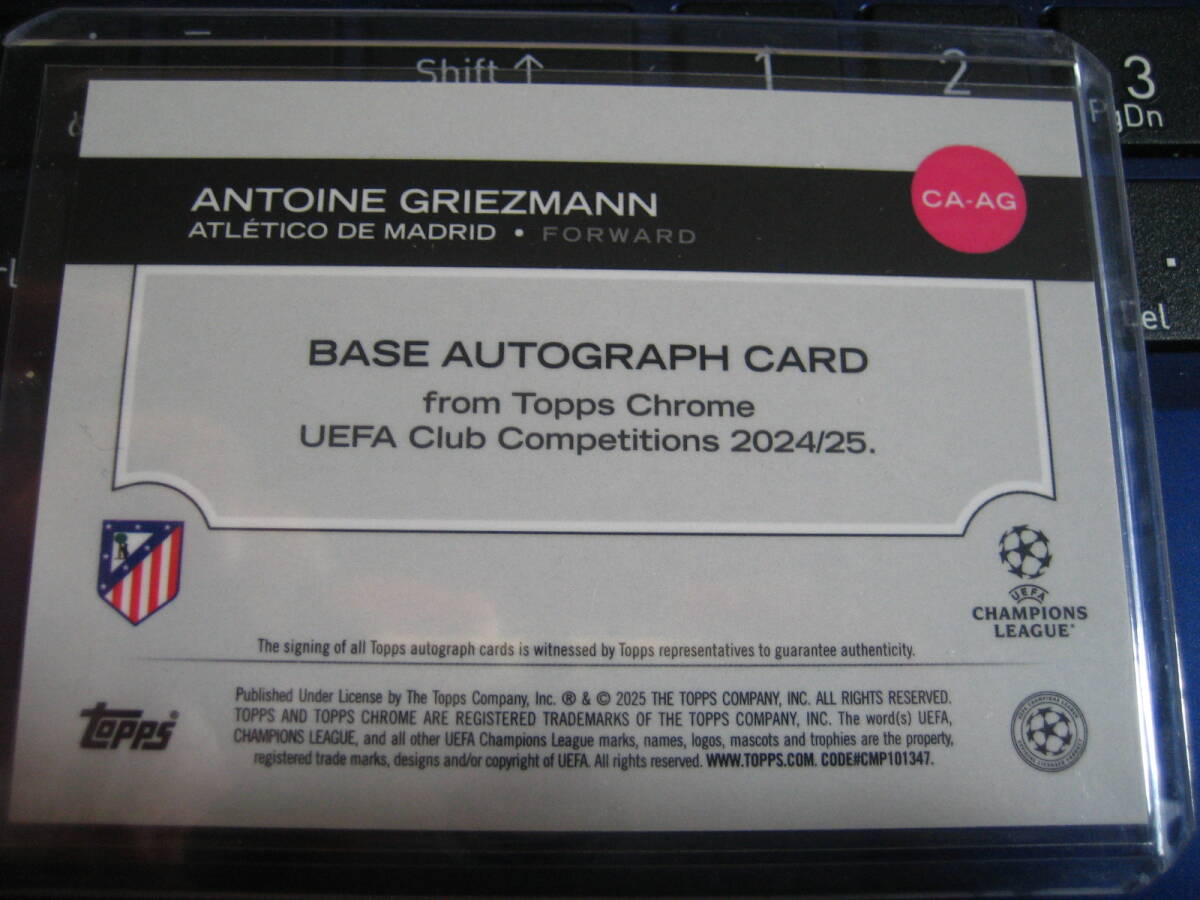 Shift ↑
1
2
3
PgDn
ANTOINE GRIEZMANN
CA-AG
ATLÉTICO DE MADRID • FORWARD
BASE AUTOGRAPH CARD
from Topps Chrome
UEFA Club Competitions 2024/25.
UEFA
CHAMPIONS
LEAGUE
The signing of all Topps autograph cards is witnessed by Topps representatives to guarantee authenticity.
topps®
Published Under License by The Topps Company, Inc. ® & © 2025 THE TOPPS COMPANY, INC. ALL RIGHTS RESERVED.
TOPPS AND TOPPS CHROME ARE REGISTERED TRADEMARKS OF THE TOPPS COMPANY, INC. The word(s) UEFA,
CHAMPIONS LEAGUE, and all other UEFA Champions League marks, names, logos, mascots and trophies are the property,
registered trade marks, designs and/or copyright of UEFA. All rights reserved. WWW.TOPPS.COM. CODE#CMP101347.